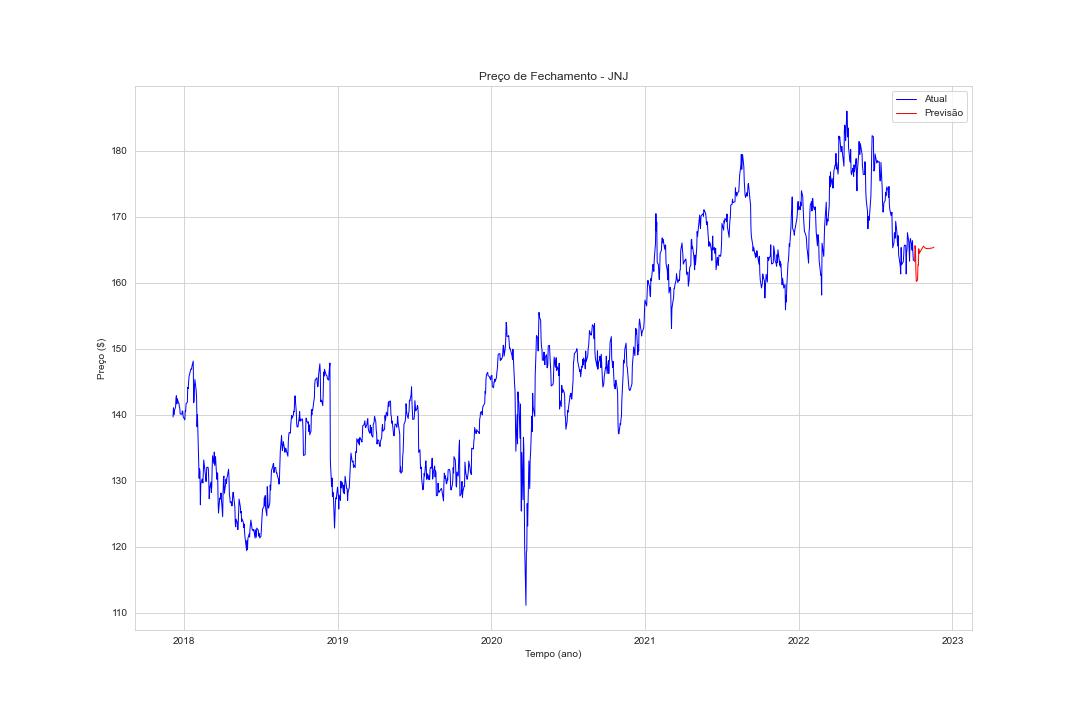 Preço de Fechamento - JNJ
Atual
Previsão
180
170
160
150
140
130
120
110
Preço ($)
2018
2019
2020
2021
2022
2023
Tempo (ano)